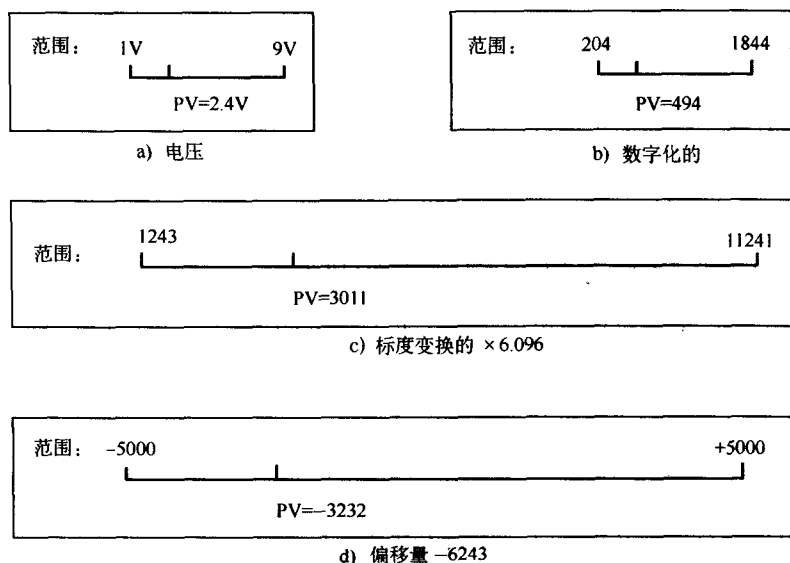 范围： 1V 9V
PV=2.4V
a) 电压
范围： 204 1844
PV=494
b) 数字化的
范围： 1243 11241
PV=3011
c) 标度变换的 ×6.096
范围： -5000 +5000
PV=-3232
d) 偏移量 -6243